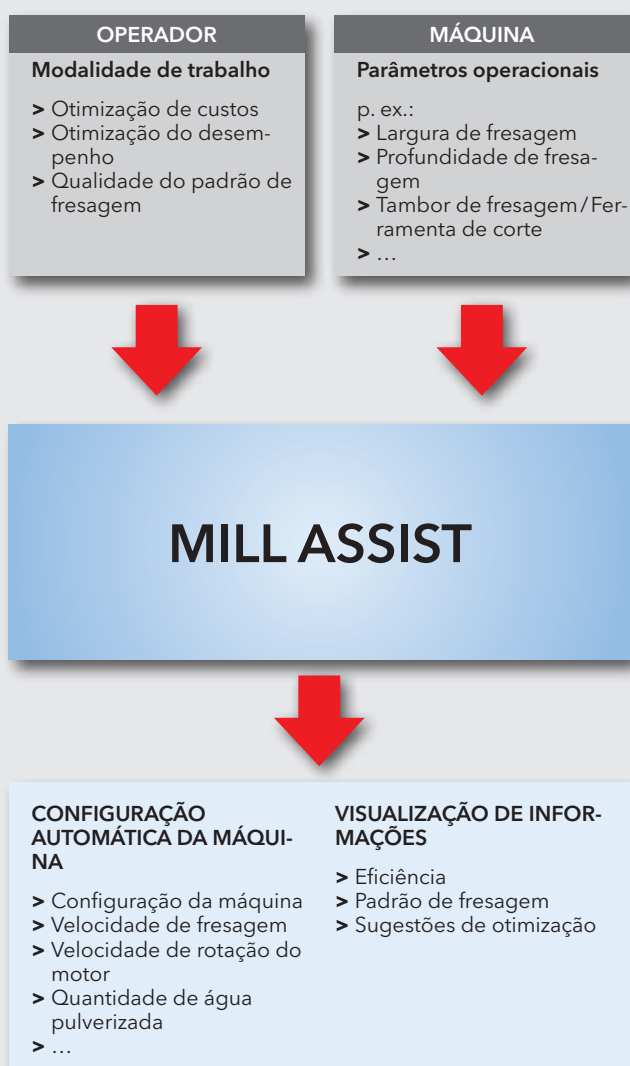 OPERADOR
Modalidade de trabalho
> Otimização de custos
> Otimização do desem-
penho
> Qualidade do padrão de
fresagem
MÁQUINA
Parâmetros operacionais
p. ex.:
> Largura de fresagem
> Profundidade de fresa-
gem
> Tambor de fresagem / Fer-
ramenta de corte
> …
MILL ASSIST
CONFIGURAÇÃO
AUTOMÁTICA DA MÁQUI-
NA
> Configuração da máquina
> Velocidade de fresagem
> Velocidade de rotação do
motor
> Quantidade de água
pulverizada
> …
VISUALIZAÇÃO DE INFOR-
MAÇÕES
> Eficiência
> Padrão de fresagem
> Sugestões de otimização